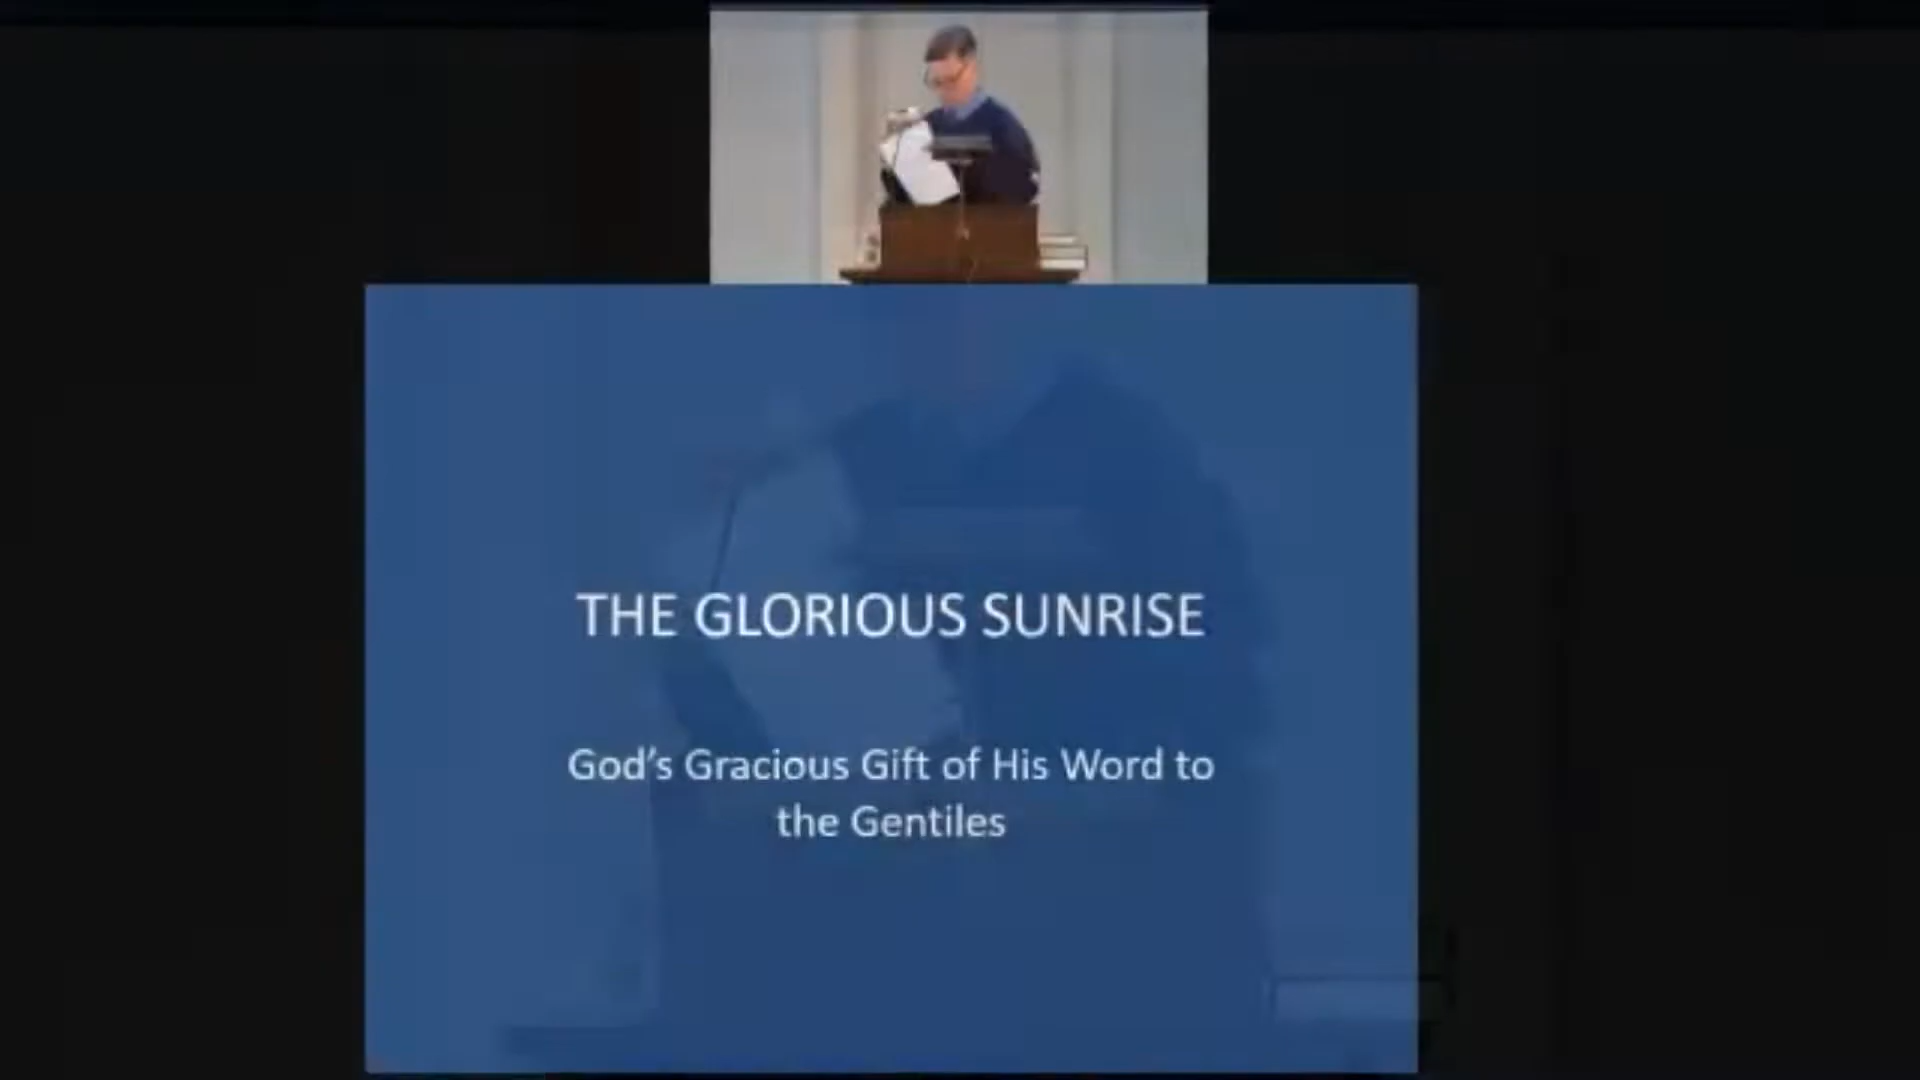 THE GLORIOUS SUNRISE
God's Gracious Gift of His Word to
the Gentiles